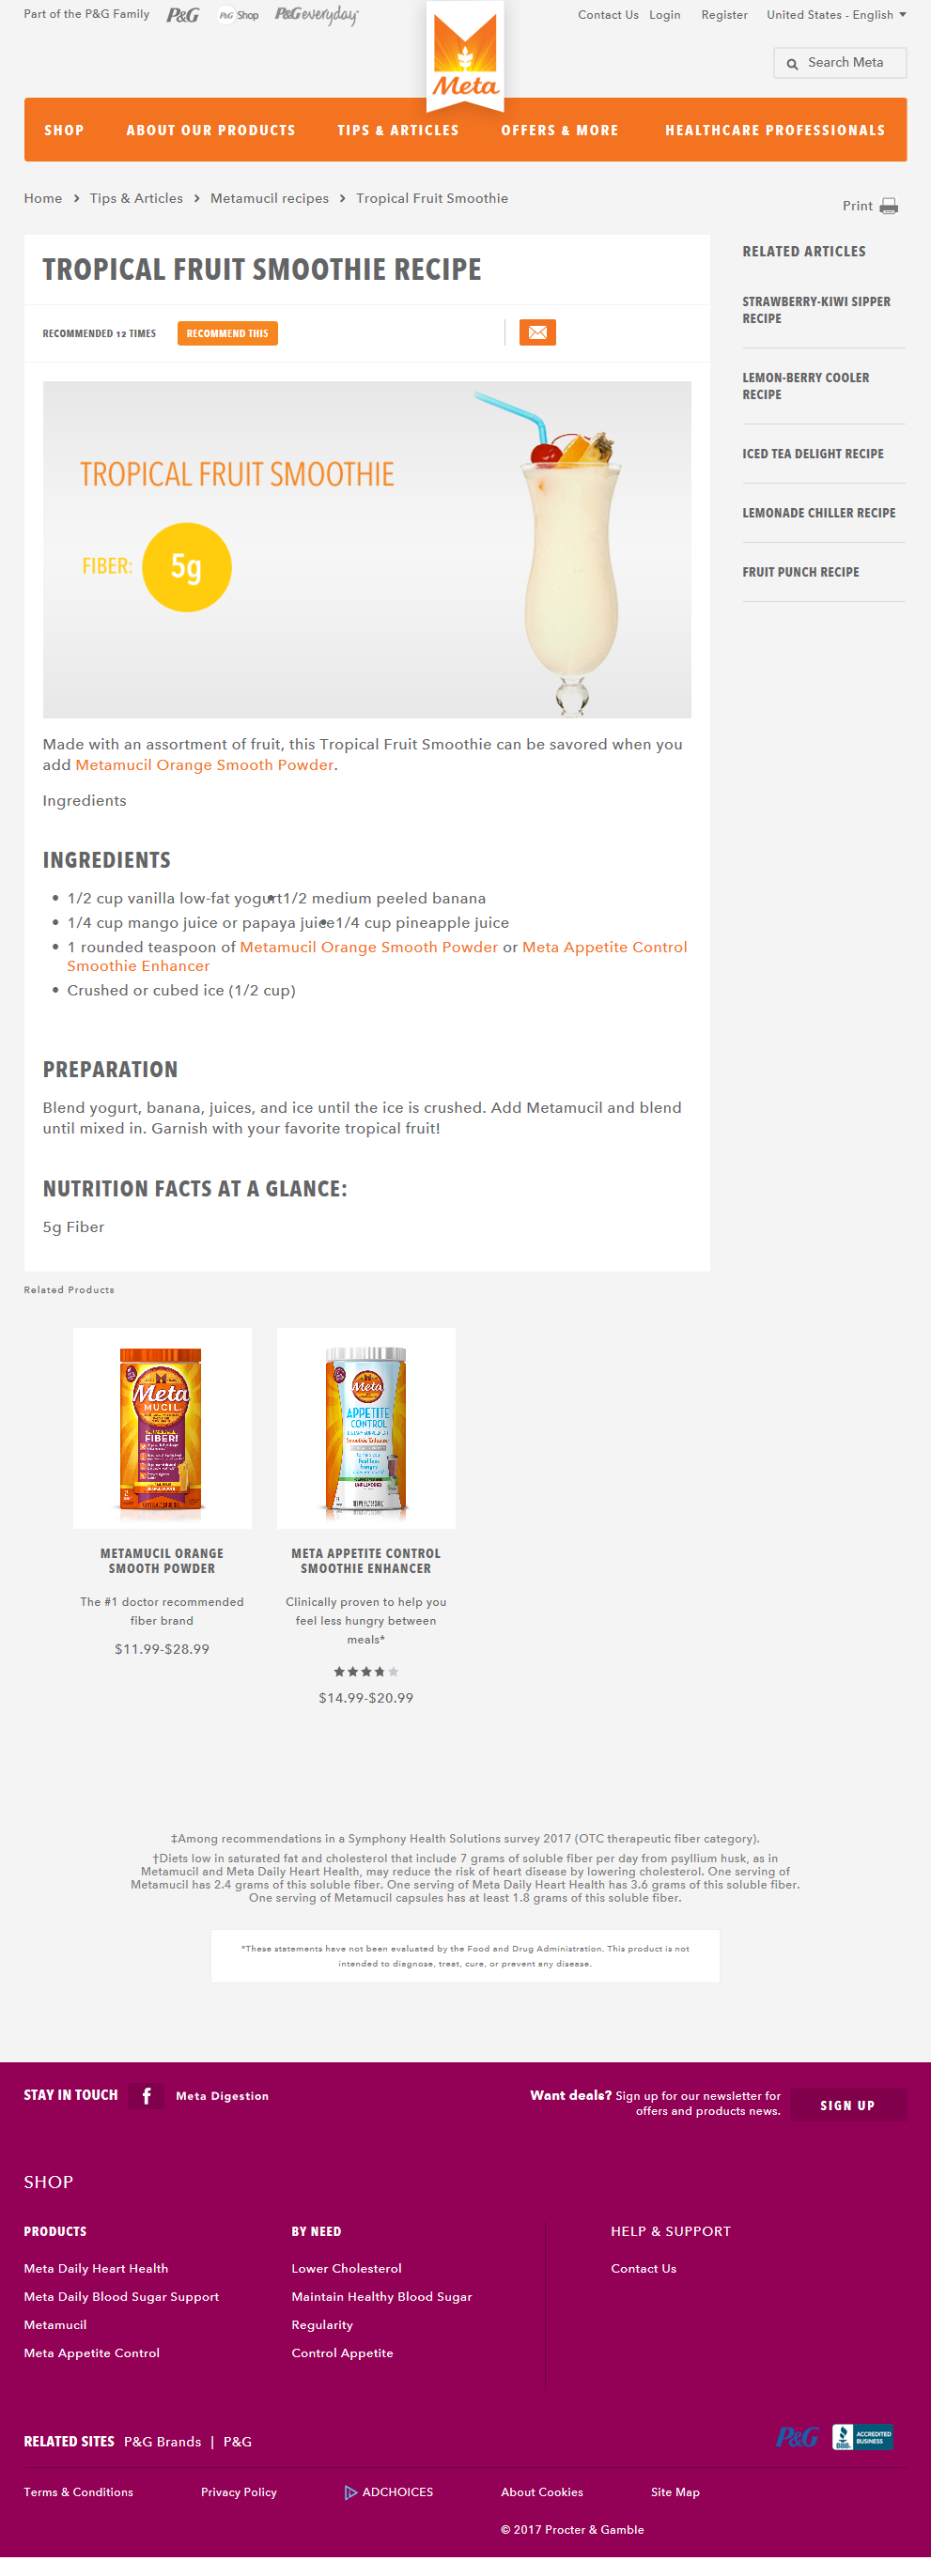 Part of the P&G Family P&G P&G Shop P&G everyday
Contact Us Login Register United States - English
Meta
Search Meta
SHOP ABOUT OUR PRODUCTS TIPS & ARTICLES OFFERS & MORE HEALTHCARE PROFESSIONALS
Home > Tips & Articles > Metamucil recipes > Tropical Fruit Smoothie
Print
TROPICAL FRUIT SMOOTHIE RECIPE
RECOMMENDED 12 TIMES RECOMMEND THIS
TROPICAL FRUIT SMOOTHIE
FIBER: 5g
Made with an assortment of fruit, this Tropical Fruit Smoothie can be savored when you
add Metamucil Orange Smooth Powder.
Ingredients
INGREDIENTS
• 1/2 cup vanilla low-fat yogurt•1/2 medium peeled banana
• 1/4 cup mango juice or papaya juice•1/4 cup pineapple juice
• 1 rounded teaspoon of Metamucil Orange Smooth Powder or Meta Appetite Control
Smoothie Enhancer
• Crushed or cubed ice (1/2 cup)
PREPARATION
Blend yogurt, banana, juices, and ice until the ice is crushed. Add Metamucil and blend
until mixed in. Garnish with your favorite tropical fruit!
NUTRITION FACTS AT A GLANCE:
5g Fiber
RELATED ARTICLES
STRAWBERRY-KIWI SIPPER
RECIPE
LEMON-BERRY COOLER
RECIPE
ICED TEA DELIGHT RECIPE
LEMONADE CHILLER RECIPE
FRUIT PUNCH RECIPE
Related Products
Meta
MUCIL
FIBER!
METAMUCIL ORANGE
SMOOTH POWDER
The #1 doctor recommended
fiber brand
$11.99-$28.99
Meta
APPETITE
CONTROL
META APPETITE CONTROL
SMOOTHIE ENHANCER
Clinically proven to help you
feel less hungry between
meals*
$14.99-$20.99
‡Among recommendations in a Symphony Health Solutions survey 2017 (OTC therapeutic fiber category).
†Diets low in saturated fat and cholesterol that include 7 grams of soluble fiber per day from psyllium husk, as in
Metamucil and Meta Daily Heart Health, may reduce the risk of heart disease by lowering cholesterol. One serving of
Metamucil has 2.4 grams of this soluble fiber. One serving of Meta Daily Heart Health has 3.6 grams of this soluble fiber.
One serving of Metamucil capsules has at least 1.8 grams of this soluble fiber.
*These statements have not been evaluated by the Food and Drug Administration. This product is not
intended to diagnose, treat, cure, or prevent any disease.
STAY IN TOUCH f Meta Digestion
Want deals? Sign up for our newsletter for
offers and products news.
SIGN UP
SHOP
PRODUCTS
Meta Daily Heart Health
Meta Daily Blood Sugar Support
Metamucil
Meta Appetite Control
BY NEED
Lower Cholesterol
Maintain Healthy Blood Sugar
Regularity
Control Appetite
HELP & SUPPORT
Contact Us
RELATED SITES P&G Brands | P&G
P&G BBB ACCREDITED
BUSINESS
Terms & Conditions Privacy Policy ADCHOICES About Cookies Site Map
© 2017 Procter & Gamble